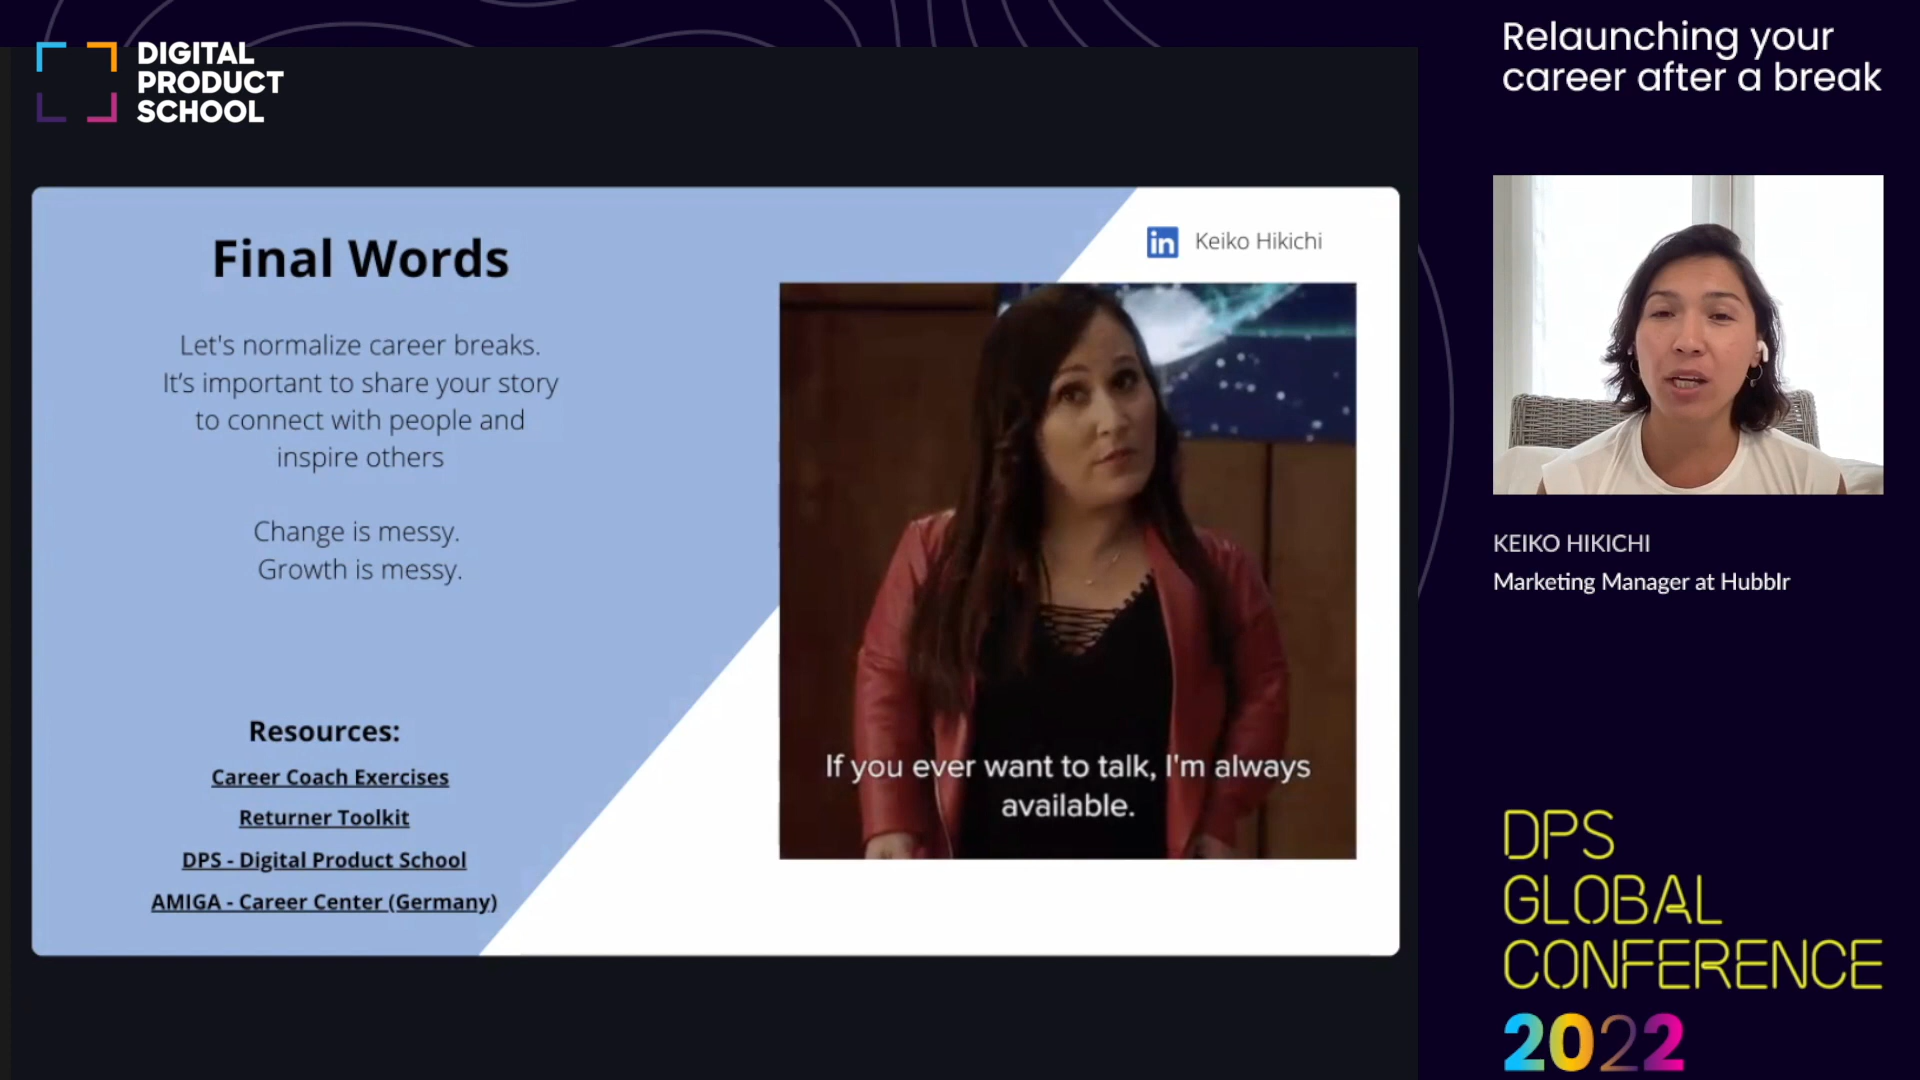 DIGITAL
PRODUCT
SCHOOL
Relaunching your
career after a break
Final Words
Let's normalize career breaks.
It's important to share your story
to connect with people and
inspire others
Change is messy.
Growth is messy.
Resources:
Career Coach Exercises
Returner Toolkit
DPS - Digital Product School
AMIGA - Career Center (Germany)
in Keiko Hikichi
If you ever want to talk, I'm always
available.
KEIKO HIKICHI
Marketing Manager at Hubblr
DPS
GLOBAL
CONFERENCE
2022